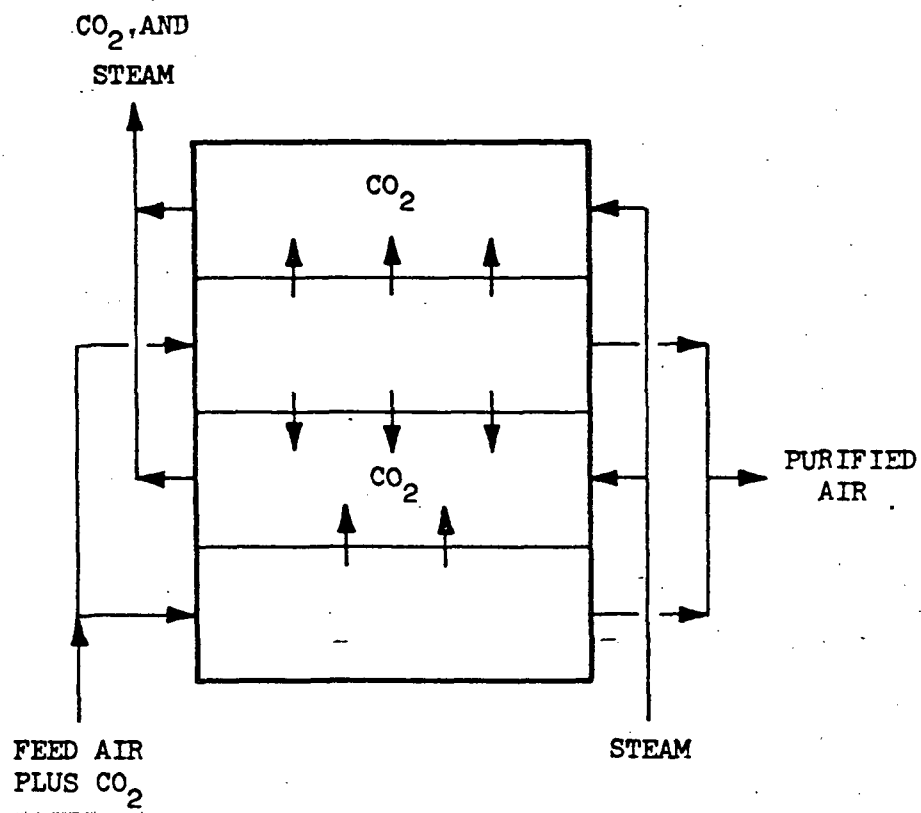 CO2, AND
STEAM
CO2
CO2
PURIFIED
AIR
FEED AIR
PLUS CO2
STEAM